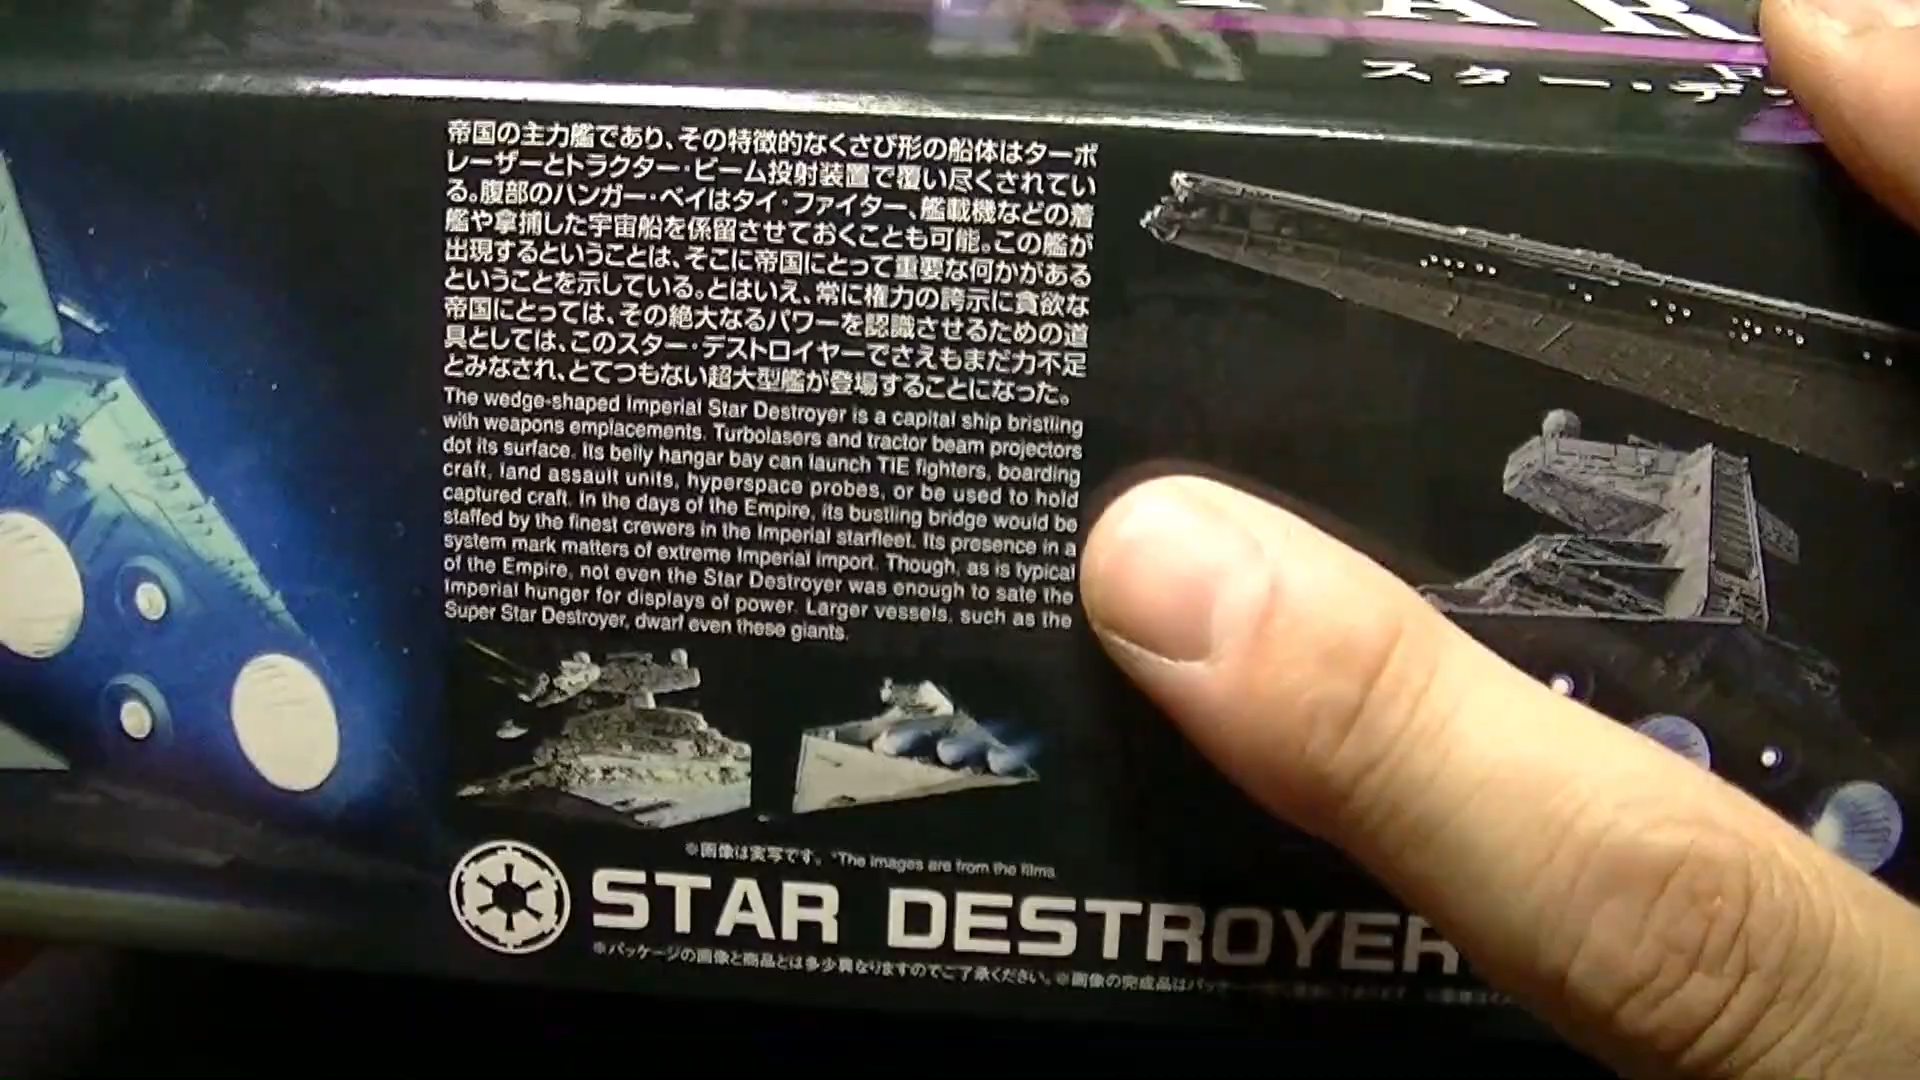 スター・デ
帝国の主力艦であり、その特徴的なくさび形の船体はターボ
レーザーとトラクター・ビーム投射装置で覆い尽くされてい
る。腹部のハンガー・ベイはタイ・ファイター、艦載機などの着
艦や拿捕した宇宙船を係留させておくことも可能。この艦が
出現するということは、そこに帝国にとって重要な何かがある
ということを示している。とはいえ、常に権力の誇示に貪欲な
帝国にとっては、その絶大なるパワーを認識させるための道
具としては、このスター・デストロイヤーでさえもまだ力不足
とみなされ、とてつもない超大型艦が登場することになった。
The wedge-shaped Imperial Star Destroyer is a capital ship bristling
with weapons emplacements. Turbolasers and tractor beam projectors
dot its surface. Its belly hangar bay can launch TIE fighters, boarding
craft, land assault units, hyperspace probes, or be used to hold
captured craft. In the days of the Empire, its bustling bridge would be
staffed by the finest crewers in the Imperial starfleet. Its presence in a
system mark matters of extreme Imperial import. Though, as is typical
of the Empire, not even the Star Destroyer was enough to sate the
Imperial hunger for displays of power. Larger vessels, such as the
Super Star Destroyer, dwarf even these giants.
※画像は実写です。 *The images are from the films.
STAR DESTROYER
※パッケージの画像と商品とは多少異なりますのでご了承ください。※画像の完成品は